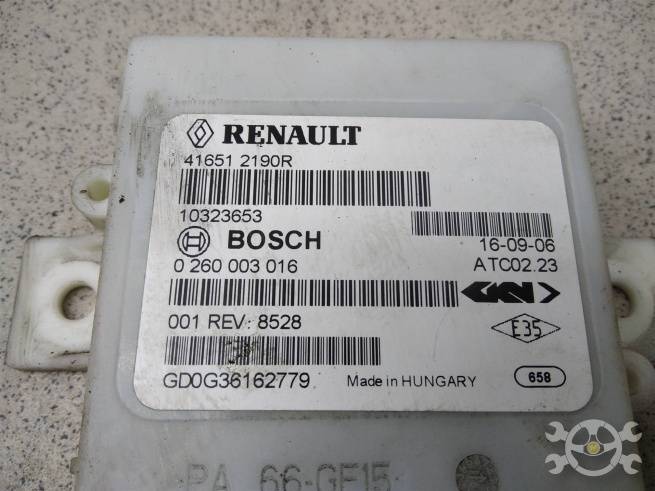 RENAULT
41651 2190R
10323653
BOSCH 16-09-06
0 260 003 016 ATC02.23
GKN
001 REV: 8528 E35
GD0G36162779 Made in HUNGARY 658
PA 66-GF15